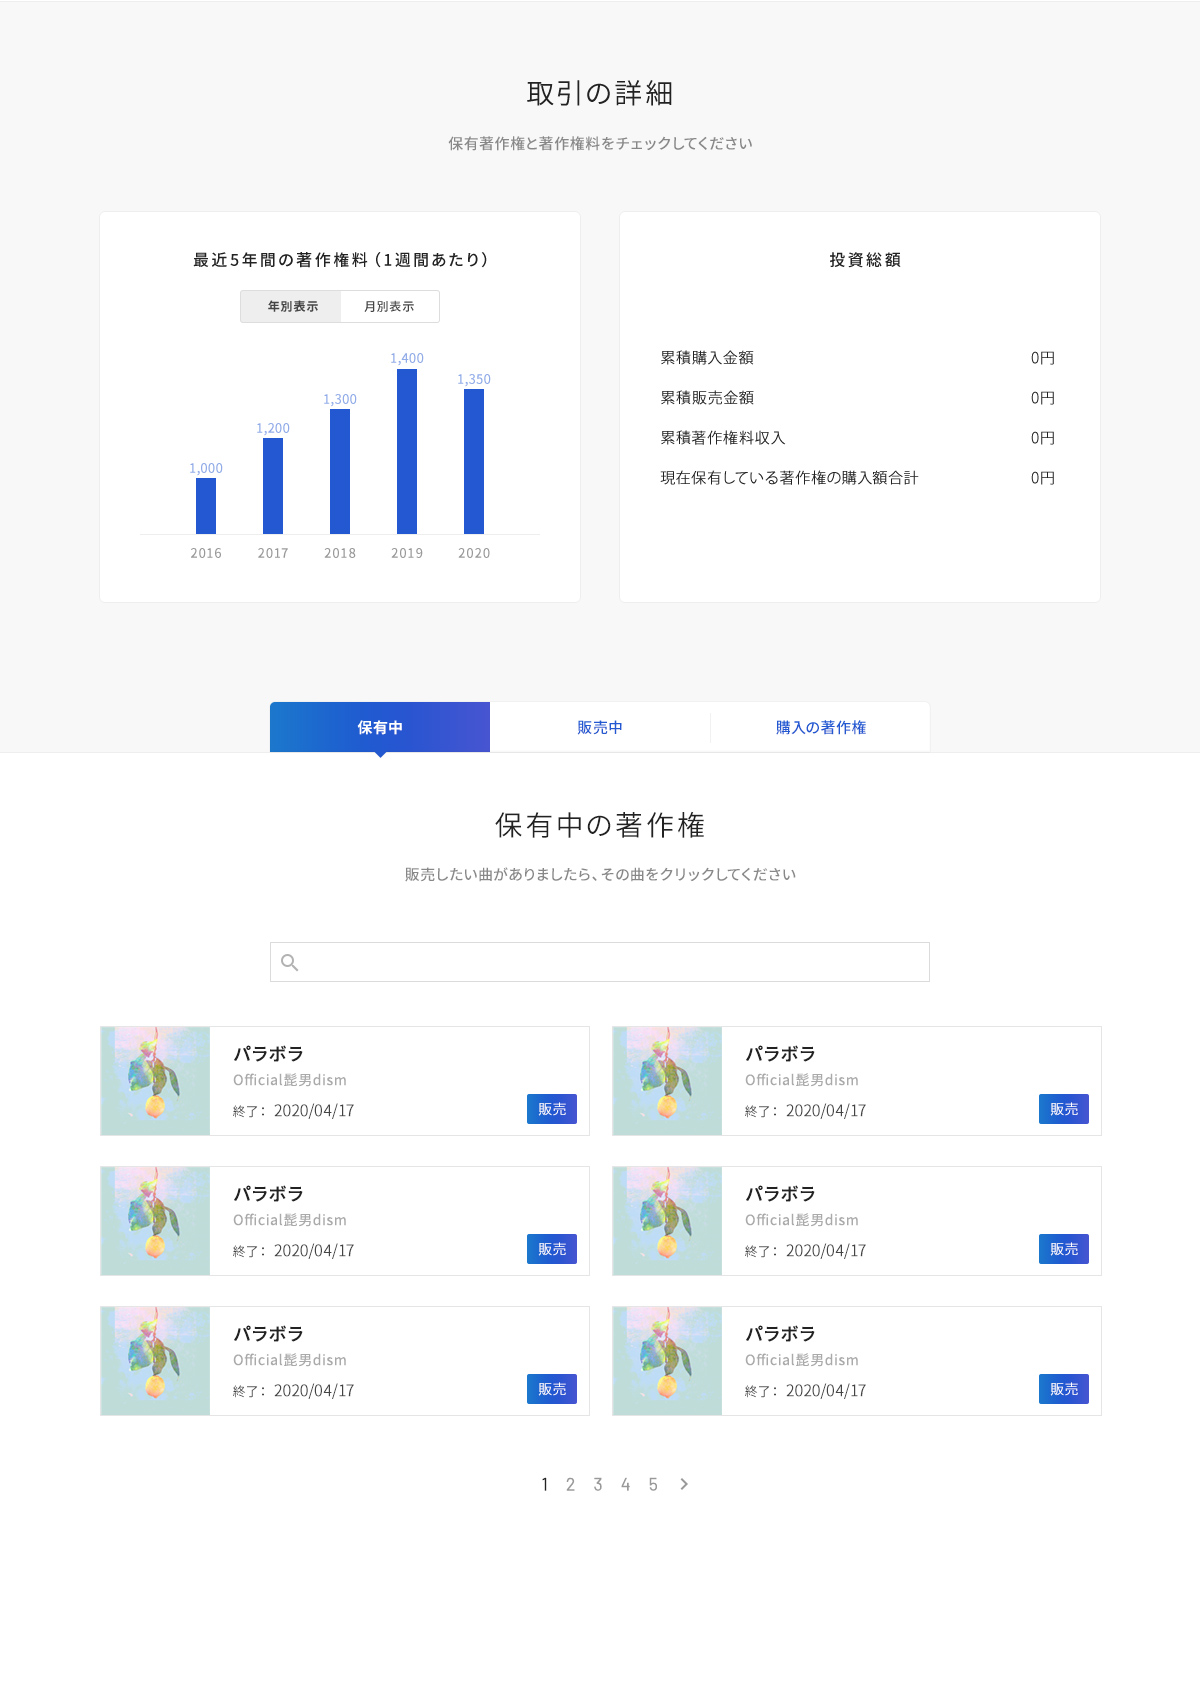 取引の詳細
保有著作権と著作権料をチェックしてください
最近5年間の著作権料（1週間あたり）
年別表示 月別表示
1,000
1,200
1,300
1,400
1,350
2016 2017 2018 2019 2020
投資総額
累積購入金額 0円
累積販売金額 0円
累積著作権料収入 0円
現在保有している著作権の購入額合計 0円
保有中 販売中 購入の著作権
保有中の著作権
販売したい曲がありましたら、その曲をクリックしてください
パラボラ
Official髭男dism
終了： 2020/04/17
販売
パラボラ
Official髭男dism
終了： 2020/04/17
販売
パラボラ
Official髭男dism
終了： 2020/04/17
販売
パラボラ
Official髭男dism
終了： 2020/04/17
販売
パラボラ
Official髭男dism
終了： 2020/04/17
販売
パラボラ
Official髭男dism
終了： 2020/04/17
販売
1 2 3 4 5